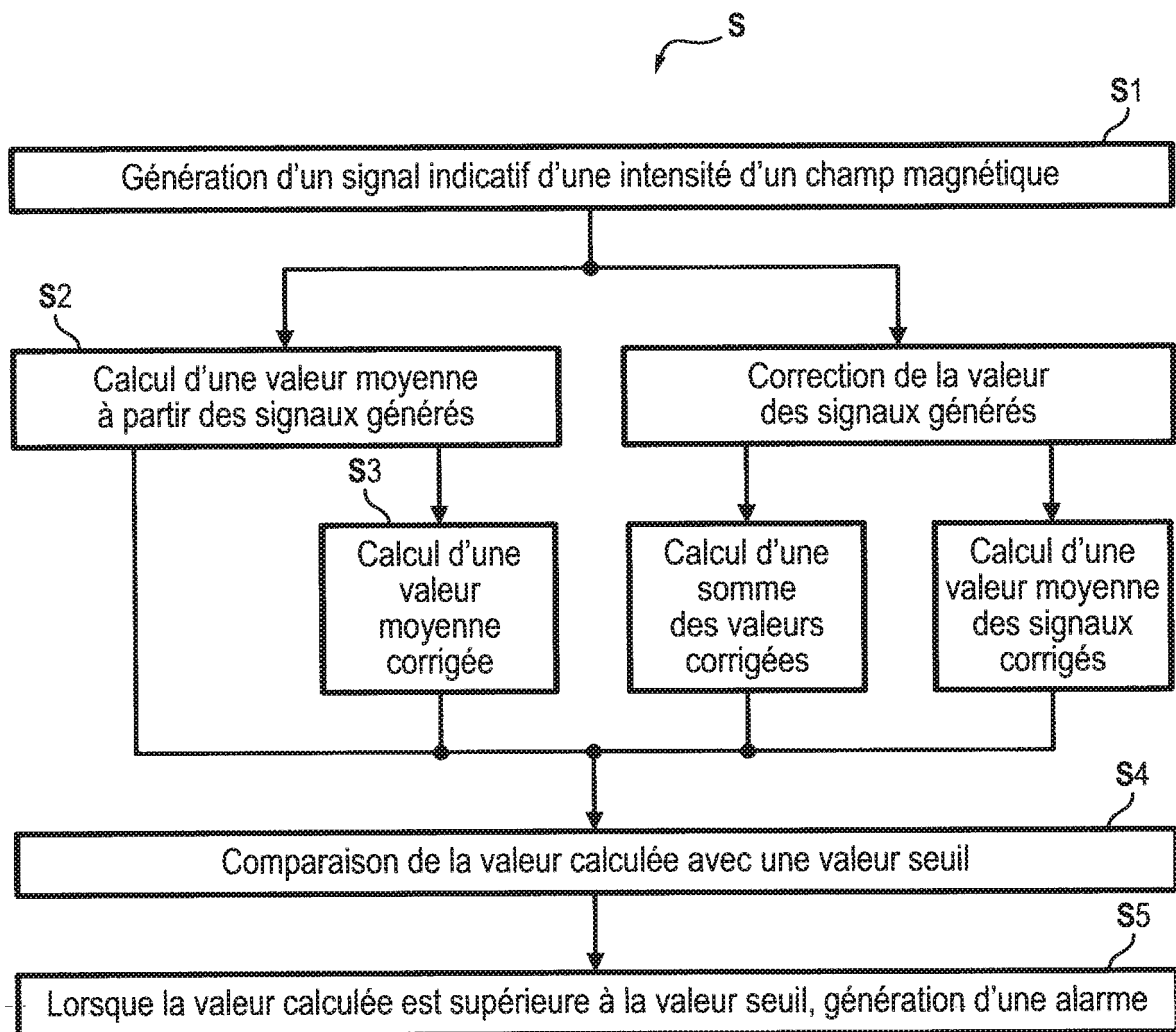 S
S1
Génération d'un signal indicatif d'une intensité d'un champ magnétique
S2
Calcul d'une valeur moyenne
à partir des signaux générés
Correction de la valeur
des signaux générés
S3
Calcul d'une
valeur
moyenne
corrigée
Calcul d'une
somme
des valeurs
corrigées
Calcul d'une
valeur moyenne
des signaux
corrigés
S4
Comparaison de la valeur calculée avec une valeur seuil
S5
Lorsque la valeur calculée est supérieure à la valeur seuil, génération d'une alarme